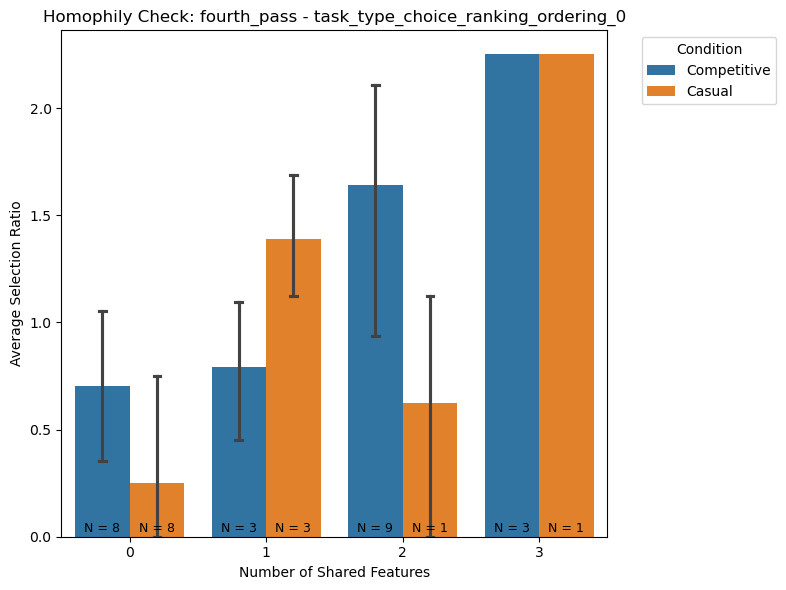 Homophily Check: fourth_pass - task_type_choice_ranking_ordering_0
Condition
Competitive
Casual
Average Selection Ratio
2.0
1.5
1.0
0.5
0.0
N = 8
N = 8
N = 3
N = 3
N = 9
N = 1
N = 3
N = 1
0
1
2
3
Number of Shared Features